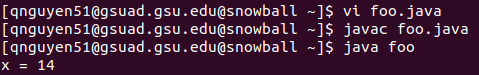 [qnguyen51@gsuad.gsu.edu@snowball ~]$ vi foo.java
[qnguyen51@gsuad.gsu.edu@snowball ~]$ javac foo.java
[qnguyen51@gsuad.gsu.edu@snowball ~]$ java foo
x = 14